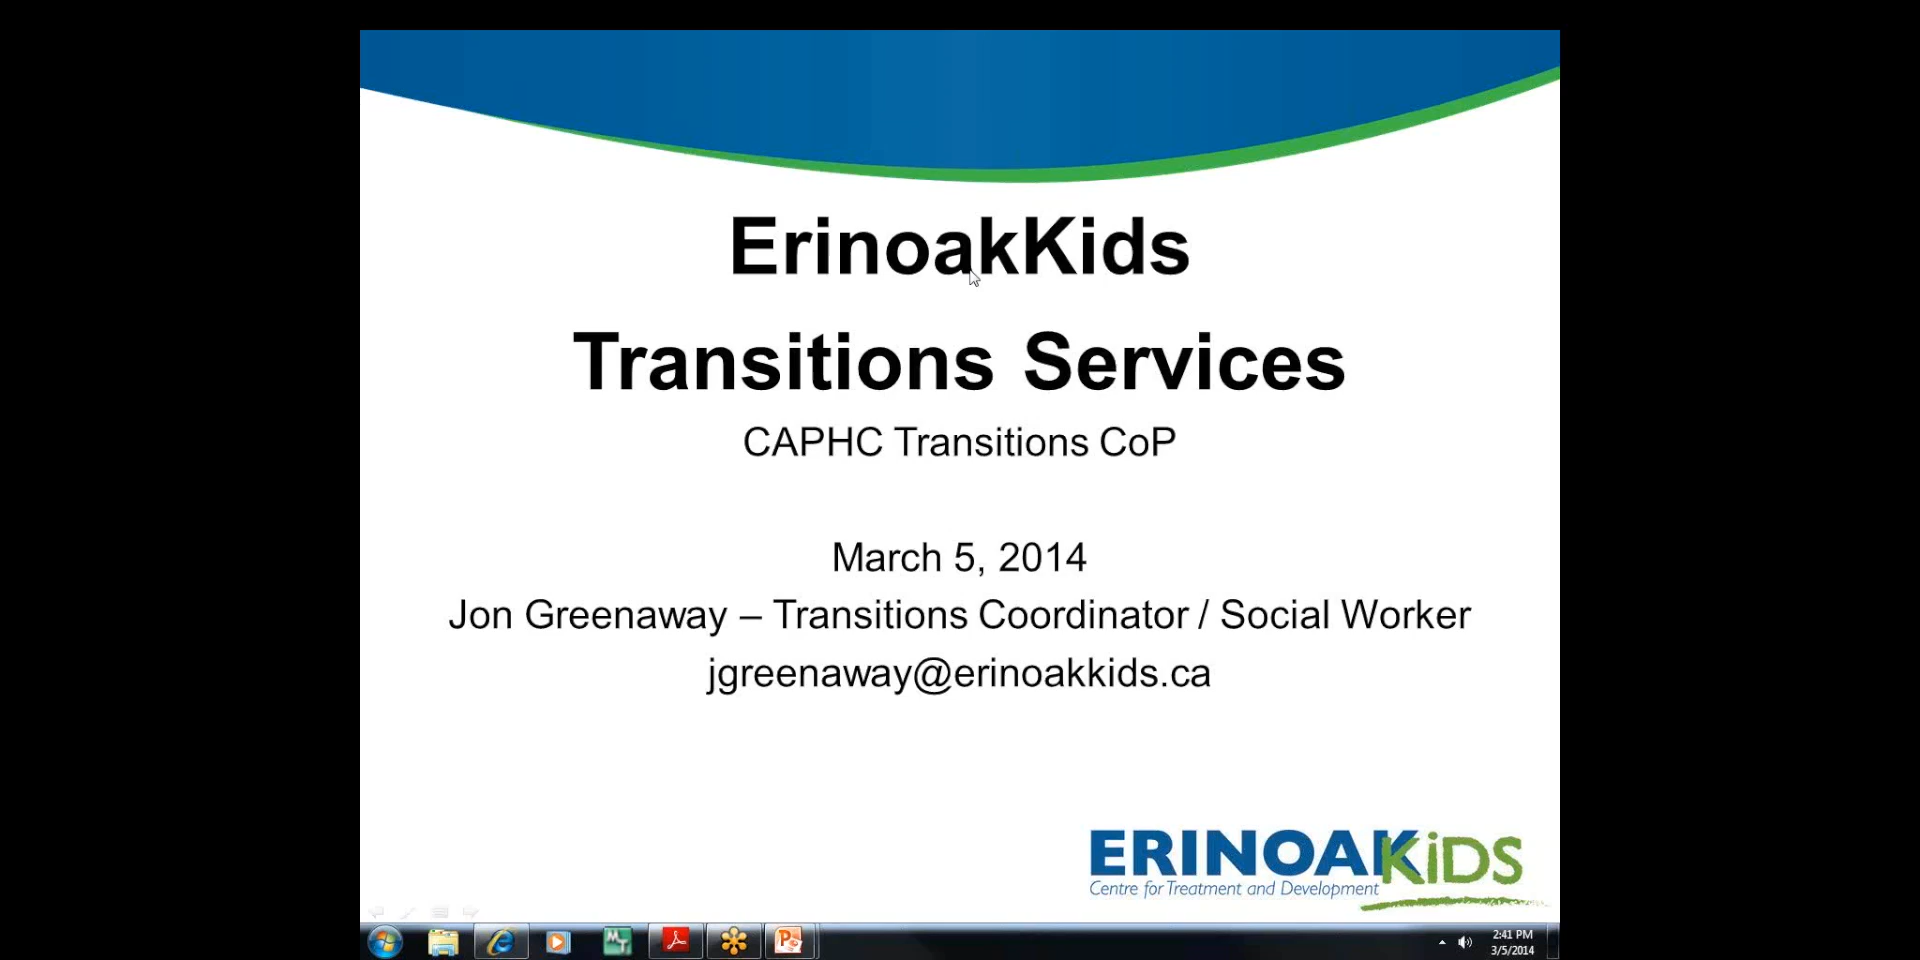 ErinoakKids
Transitions Services
CAPHC Transitions CoP
March 5, 2014
Jon Greenaway – Transitions Coordinator / Social Worker
jgreenaway@erinoakkids.ca
ERINOAKKiDS
Centre for Treatment and Development
2:41 PM
3/5/2014